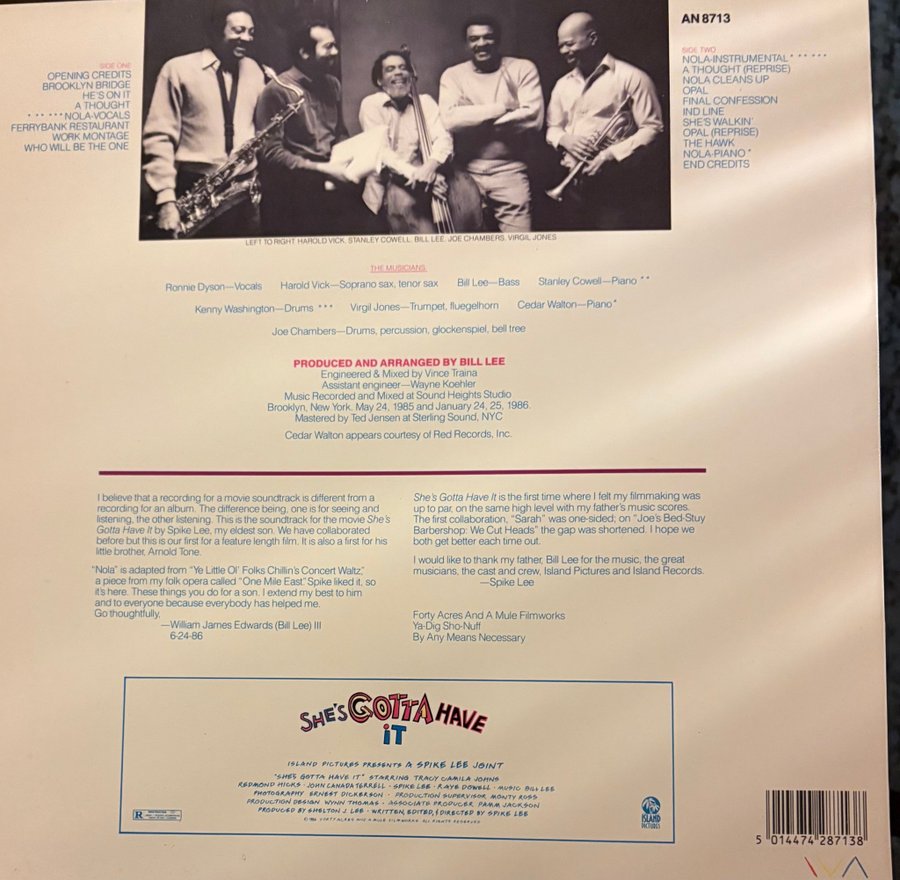 AN 8713
SIDE ONE
OPENING CREDITS
BROOKLYN BRIDGE
HE'S ON IT
A THOUGHT
* * * * * NOLA-VOCALS
FERRYBANK RESTAURANT
WORK MONTAGE
WHO WILL BE THE ONE
SIDE TWO
NOLA-INSTRUMENTAL * * * * * *
A THOUGHT (REPRISE)
NOLA CLEANS UP
OPAL
FINAL CONFESSION
IND LINE
SHE'S WALKIN'
OPAL (REPRISE)
THE HAWK
NOLA-PIANO *
END CREDITS
LEFT TO RIGHT HAROLD VICK, STANLEY COWELL, BILL LEE, JOE CHAMBERS, VIRGIL JONES
THE MUSICIANS
Ronnie Dyson—Vocals Harold Vick—Soprano sax, tenor sax Bill Lee—Bass Stanley Cowell—Piano * *
Kenny Washington—Drums * * * Virgil Jones—Trumpet, fluegelhorn Cedar Walton—Piano *
Joe Chambers—Drums, percussion, glockenspiel, bell tree
PRODUCED AND ARRANGED BY BILL LEE
Engineered & Mixed by Vince Traina
Assistant engineer—Wayne Koehler
Music Recorded and Mixed at Sound Heights Studio
Brooklyn, New York, May 24, 1985 and January 24, 25, 1986.
Mastered by Ted Jensen at Sterling Sound, NYC
Cedar Walton appears courtesy of Red Records, Inc.
I believe that a recording for a movie soundtrack is different from a
recording for an album. The difference being, one is for seeing and
listening, the other listening. This is the soundtrack for the movie She's
Gotta Have It by Spike Lee, my eldest son. We have collaborated
before but this is our first for a feature length film. It is also a first for his
little brother, Arnold Tone.
"Nola" is adapted from "Ye Little Ol' Folks Chillin's Concert Waltz,"
a piece from my folk opera called "One Mile East." Spike liked it, so
it's here. These things you do for a son. I extend my best to him
and to everyone because everybody has helped me.
Go thoughtfully,
—William James Edwards (Bill Lee) III
6-24-86
She's Gotta Have It is the first time where I felt my filmmaking was
up to par, on the same high level with my father's music scores.
The first collaboration, "Sarah" was one-sided; on "Joe's Bed-Stuy
Barbershop: We Cut Heads" the gap was shortened. I hope we
both get better each time out.
I would like to thank my father, Bill Lee for the music, the great
musicians, the cast and crew, Island Pictures and Island Records.
—Spike Lee
Forty Acres And A Mule Filmworks
Ya-Dig Sho-Nuff
By Any Means Necessary
SHE'S GOTTA HAVE
IT
ISLAND PICTURES PRESENTS A SPIKE LEE JOINT
"SHE'S GOTTA HAVE IT" STARRING TRACY CAMILA JOHNS
REDMOND HICKS · JOHN CANADA TERRELL · SPIKE LEE · RAYE DOWELL · MUSIC BILL LEE
PHOTOGRAPHY ERNEST DICKERSON · PRODUCTION SUPERVISOR MONTY ROSS
PRODUCTION DESIGN WYNN THOMAS · ASSOCIATE PRODUCER PAMM JACKSON
PRODUCED BY SHELTON J. LEE · WRITTEN, EDITED, & DIRECTED BY SPIKE LEE
© 1986 FORTY ACRES AND A MULE FILMWORKS ALL RIGHTS RESERVED
R RESTRICTED
ISLAND
PICTURES
5 014474 287138